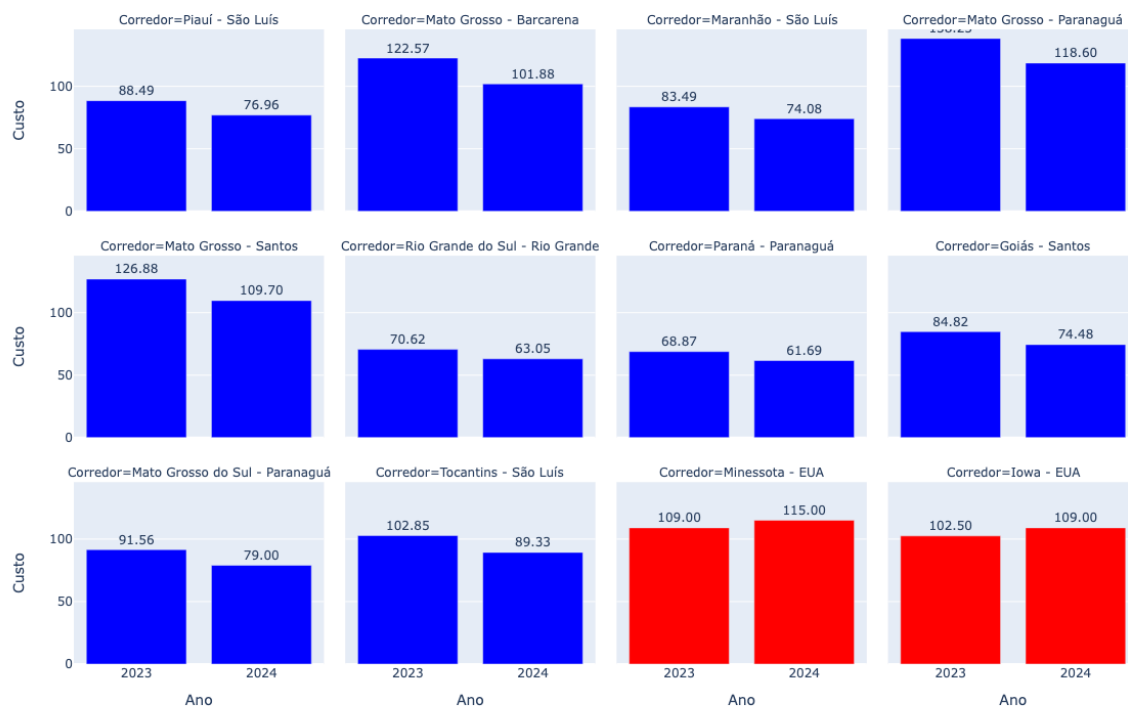 Corredor=Piauí - São Luís
Corredor=Mato Grosso - Barcarena
Corredor=Maranhão - São Luís
Corredor=Mato Grosso - Paranaguá
122.57
101.88
118.60
88.49
76.96
83.49
74.08
100
50
0
Custo
Corredor=Mato Grosso - Santos
Corredor=Rio Grande do Sul - Rio Grande
Corredor=Paraná - Paranaguá
Corredor=Goiás - Santos
126.88
109.70
70.62
63.05
68.87
61.69
84.82
74.48
100
50
0
Custo
Corredor=Mato Grosso do Sul - Paranaguá
Corredor=Tocantins - São Luís
Corredor=Minessota - EUA
Corredor=Iowa - EUA
91.56
79.00
102.85
89.33
109.00
115.00
102.50
109.00
100
50
0
Custo
2023
2024
2023
2024
2023
2024
2023
2024
Ano
Ano
Ano
Ano